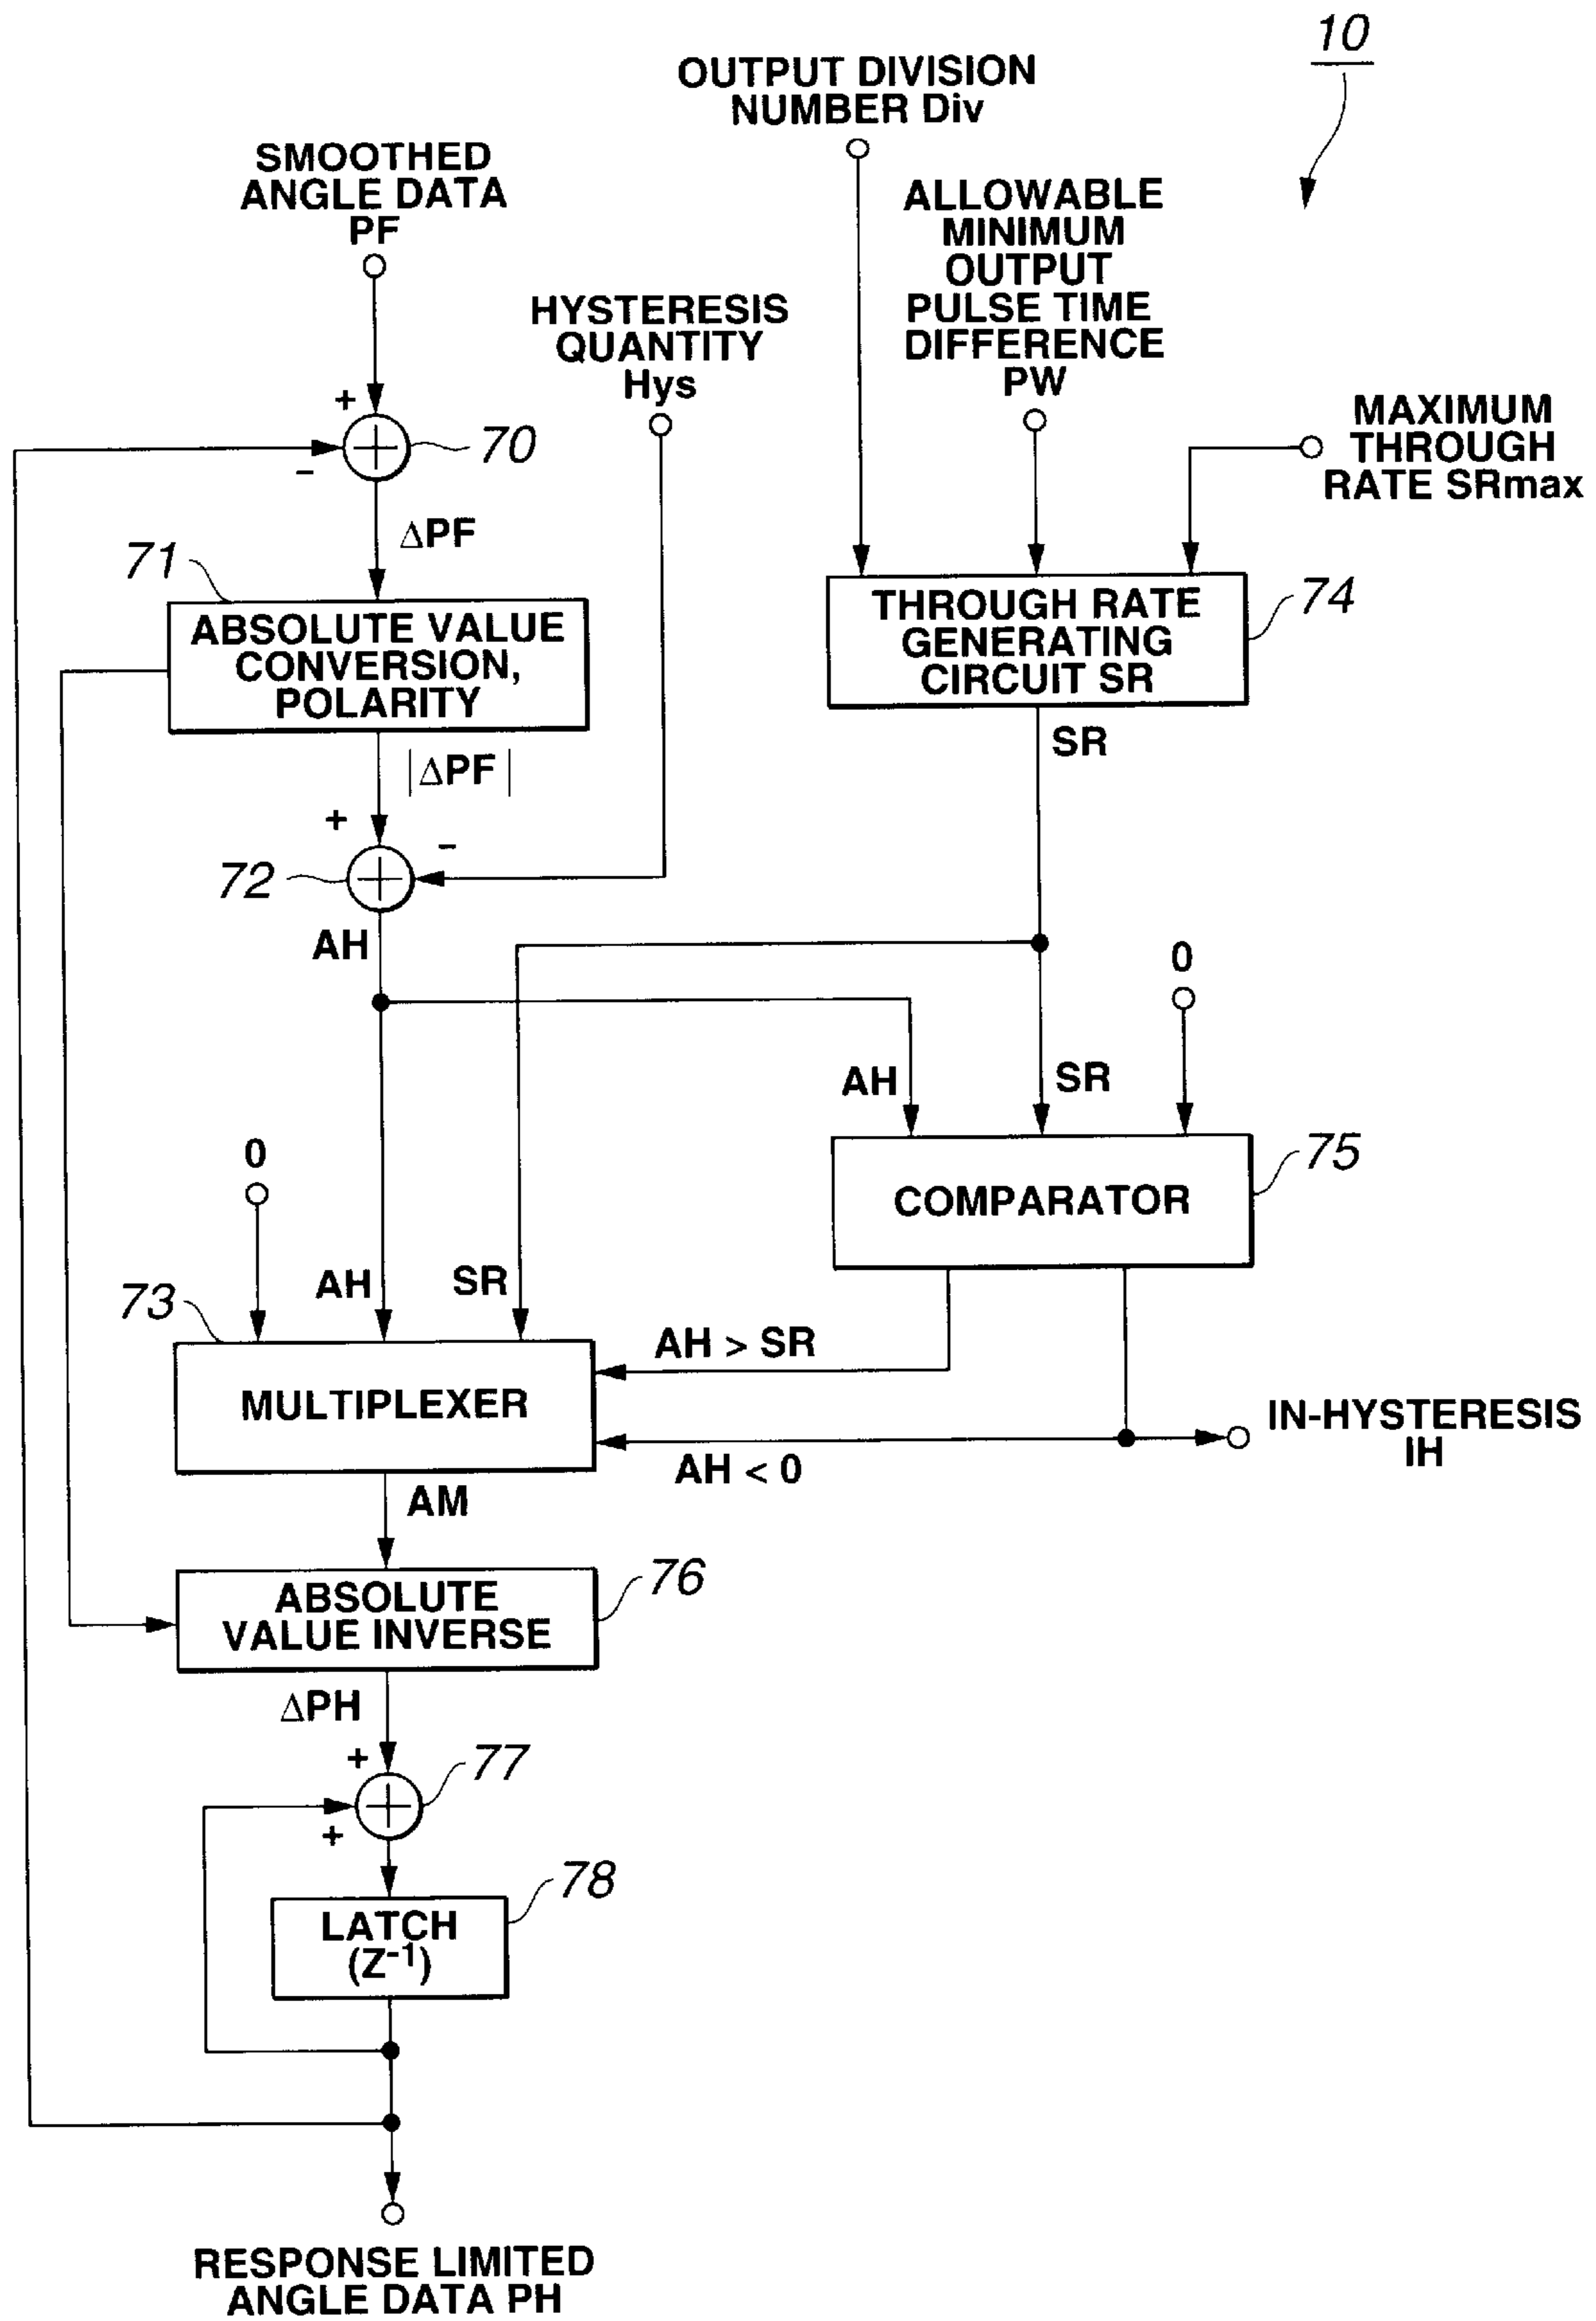 10
OUTPUT DIVISION
NUMBER Div
SMOOTHED
ANGLE DATA
PF
ALLOWABLE
MINIMUM
OUTPUT
PULSE TIME
DIFFERENCE
PW
HYSTERESIS
QUANTITY
Hys
MAXIMUM
THROUGH
RATE SRmax
+
-
70
ΔPF
71
ABSOLUTE VALUE
CONVERSION,
POLARITY
THROUGH RATE
GENERATING
CIRCUIT SR
74
SR
|ΔPF|
+
-
72
AH
0
AH
SR
0
COMPARATOR
75
73
AH
SR
AH > SR
MULTIPLEXER
IN-HYSTERESIS
IH
AH < 0
AM
76
ABSOLUTE
VALUE INVERSE
ΔPH
+
77
+
78
LATCH
(Z⁻¹)
RESPONSE LIMITED
ANGLE DATA PH